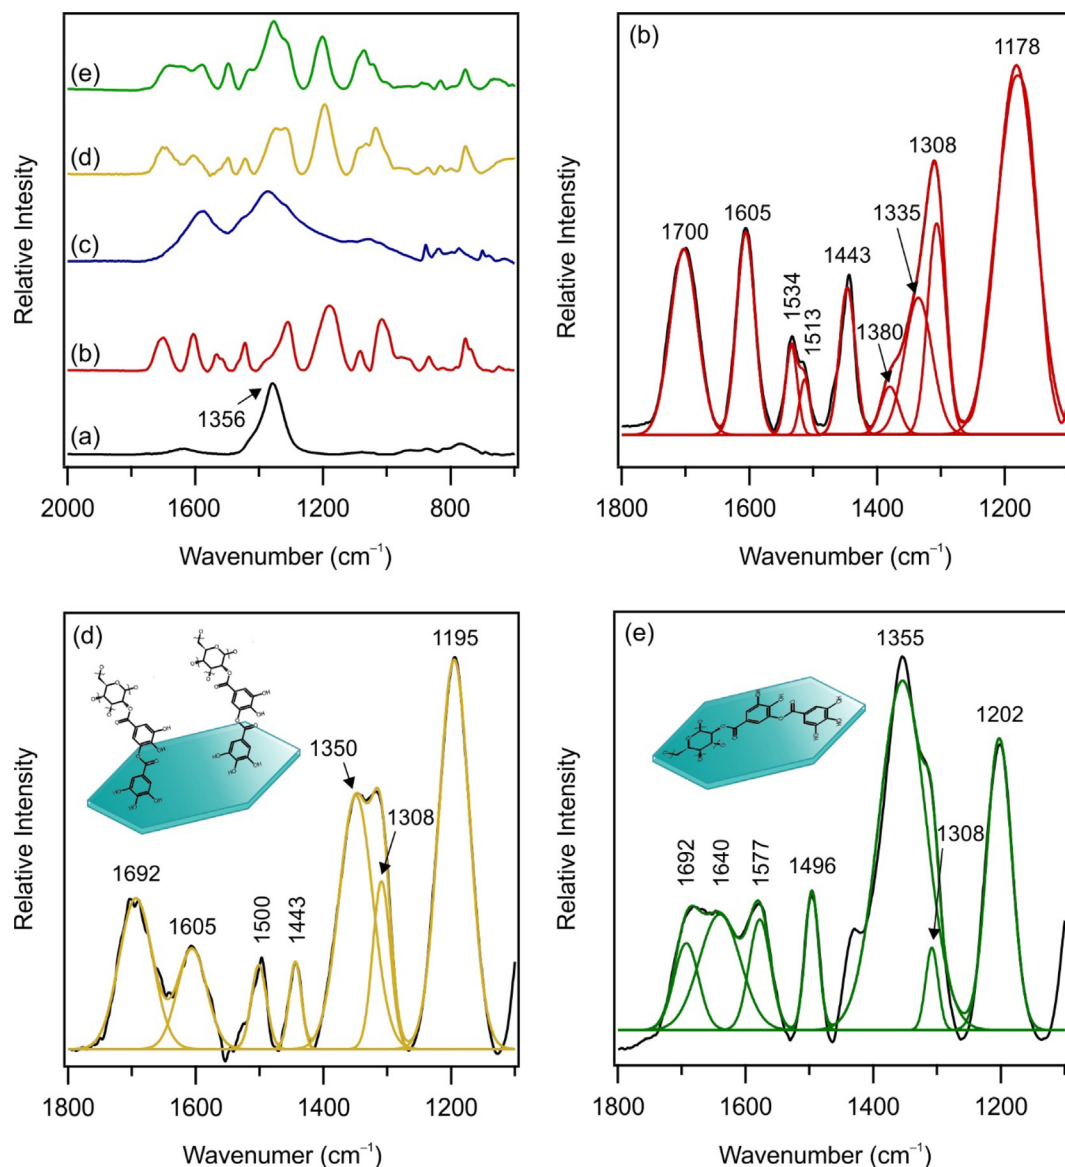 (e)
(d)
(c)
(b)
(a)
1356
Relative Intesity
2000
1600
1200
800
Wavenumber (cm⁻¹)
(b)
1178
1308
1335
1700
1605
1443
1534
1513
1380
Relative Intenstiy
1800
1600
1400
1200
Wavenumber (cm⁻¹)
(d)
1195
1350
1308
1692
1605
1500
1443
Relative Intensity
1800
1600
1400
1200
Wavenumer (cm⁻¹)
(e)
1355
1202
1308
1692
1640
1577
1496
Relative Intensity
1800
1600
1400
1200
Wavenumber (cm⁻¹)